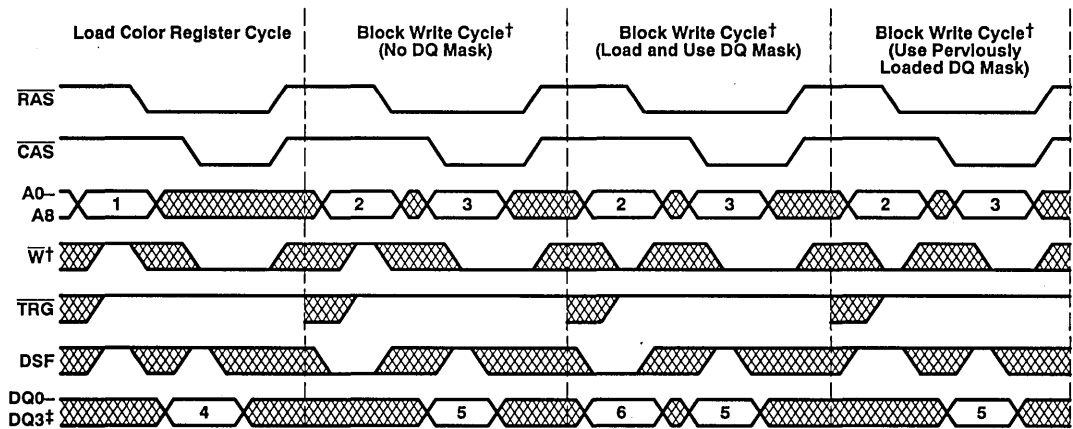 Load Color Register Cycle
Block Write Cycle†
(No DQ Mask)
Block Write Cycle†
(Load and Use DQ Mask)
Block Write Cycle†
(Use Perviously
Loaded DQ Mask)
RAS
CAS
A0–
A8
1
2
3
2
3
2
3
W†
TRG
DSF
DQ0–
DQ3‡
4
5
6
5
5